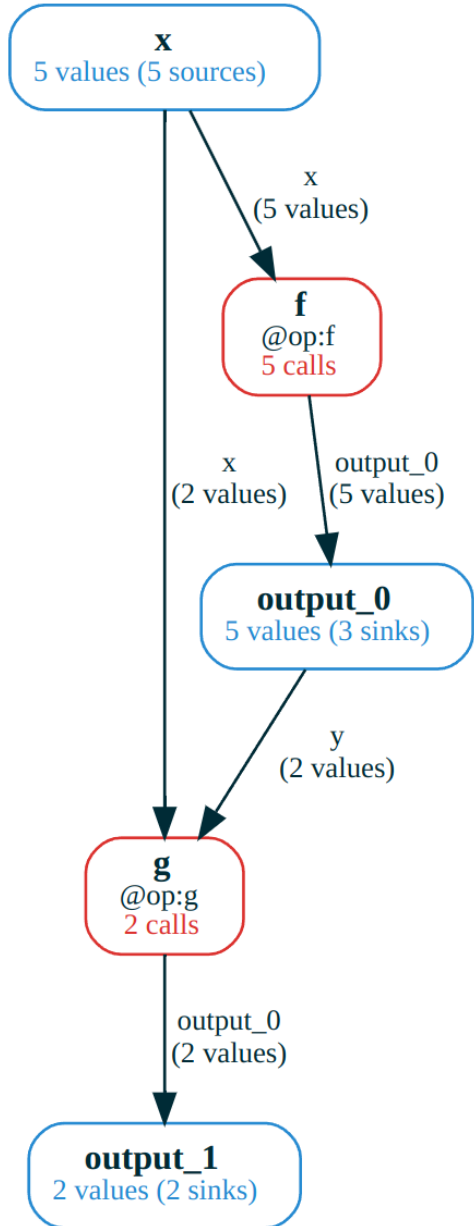 x
5 values (5 sources)
x
(5 values)
f
@op:f
5 calls
x
(2 values)
output_0
(5 values)
output_0
5 values (3 sinks)
y
(2 values)
g
@op:g
2 calls
output_0
(2 values)
output_1
2 values (2 sinks)